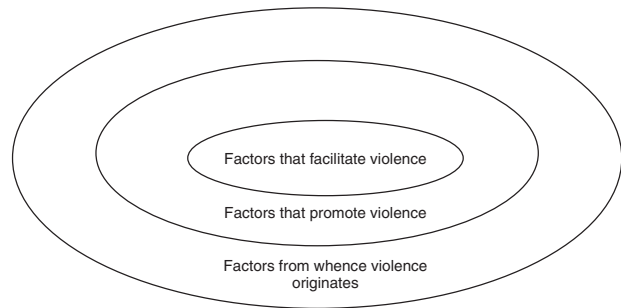 Factors that facilitate violence
Factors that promote violence
Factors from whence violence
originates